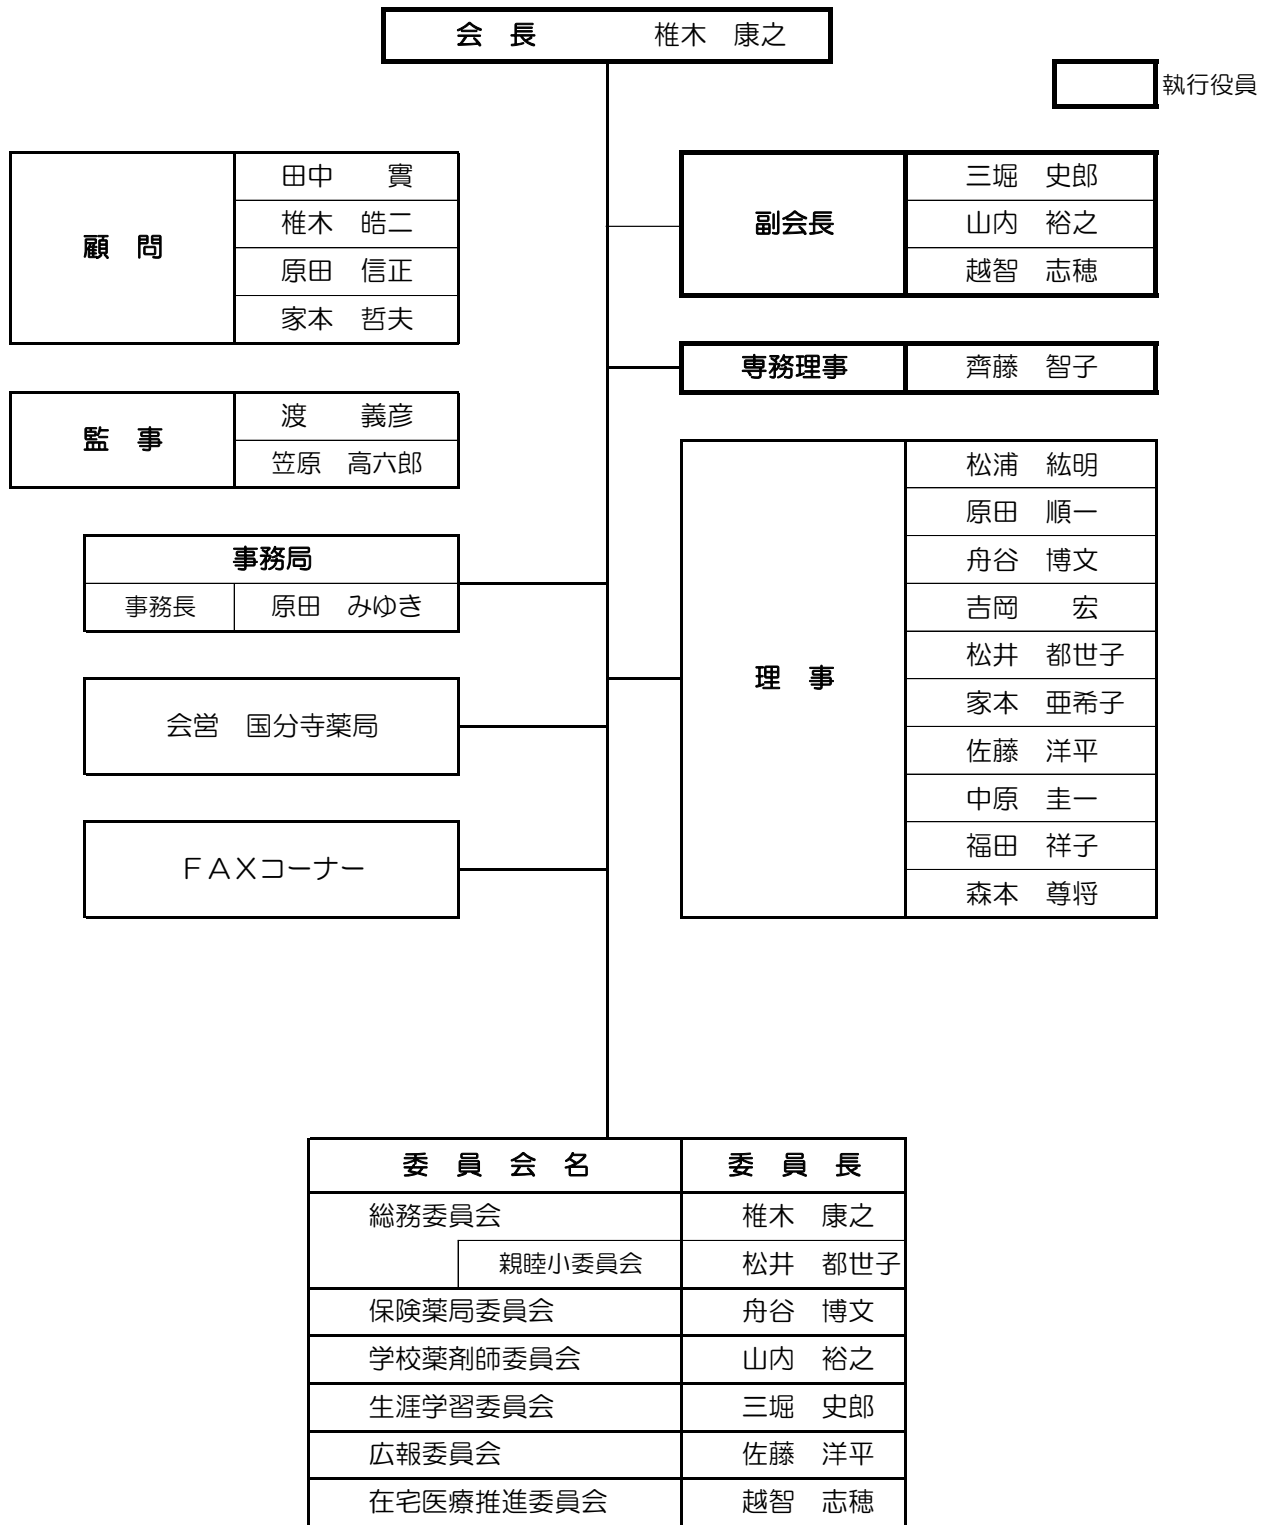 会　長　椎木　康之
執行役員
顧　問
田中　實
椎木　皓二
原田　信正
家本　哲夫
副会長
三堀　史郎
山内　裕之
越智　志穂
専務理事　齊藤　智子
監　事
渡　義彦
笠原　高六郎
事務局
事務長　原田　みゆき
会営　国分寺薬局
ＦＡＸコーナー
理　事
松浦　紘明
原田　順一
舟谷　博文
吉岡　宏
松井　都世子
家本　亜希子
佐藤　洋平
中原　圭一
福田　祥子
森本　尊将
委　員　会　名　委　員　長
総務委員会　椎木　康之
親睦小委員会　松井　都世子
保険薬局委員会　舟谷　博文
学校薬剤師委員会　山内　裕之
生涯学習委員会　三堀　史郎
広報委員会　佐藤　洋平
在宅医療推進委員会　越智　志穂